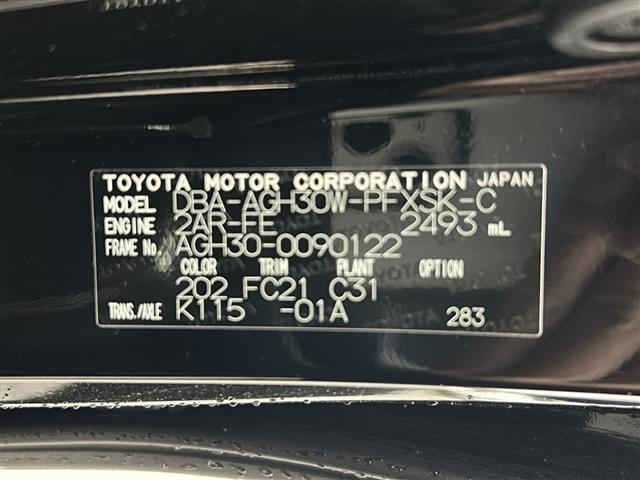 TOYOTA MOTOR CORPORATION JAPAN
MODEL DBA-AGH30W-PFXSK-C
ENGINE 2AR-FE 2493 mL
FRAME No. AGH30-0090122
COLOR TRIM PLANT OPTION
202 FC21 C31
TRANS./AXLE K115 -01A 283